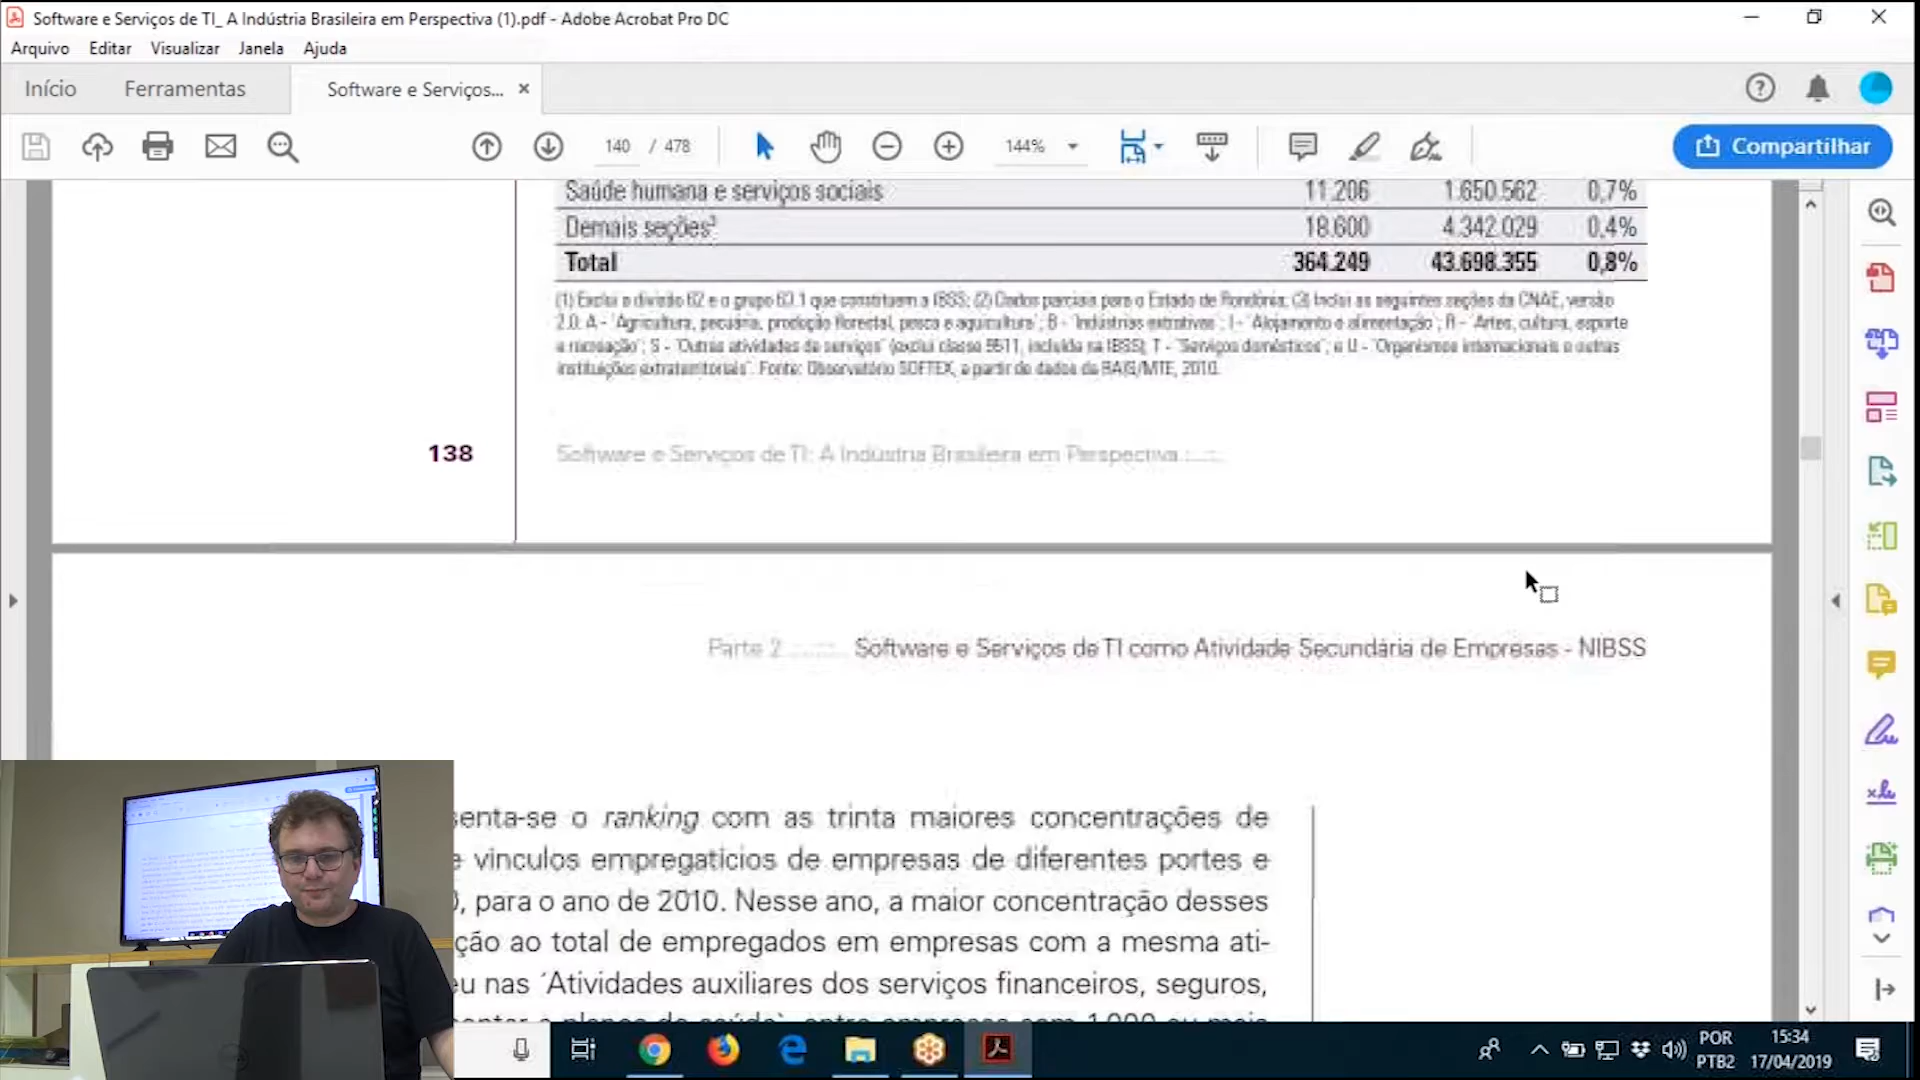 Software e Serviços de TI_ A Indústria Brasileira em Perspectiva (1).pdf - Adobe Acrobat Pro DC
Arquivo Editar Visualizar Janela Ajuda
Início Ferramentas Software e Serviços...
140 / 478 144% Compartilhar
Saúde humana e serviços sociais 11.206 1.650.562 0,7%
Demais seções³ 18.600 4.342.029 0,4%
Total 364.249 43.698.355 0,8%
(1) Exclui a divisão 62 e o grupo 63.1 que constituem a IBSS; (2) Dados parciais para o Estado de Rondônia; (3) Inclui as seguintes seções da CNAE, versão
2.0: A - 'Agricultura, pecuária, produção florestal, pesca e aquicultura'; B - 'Indústrias extrativas'; I - 'Alojamento e alimentação'; R - 'Artes, cultura, esporte
e recreação'; S - 'Outras atividades de serviços' (exclui classe 9511, incluída na IBSS); T - 'Serviços domésticos'; e U - 'Organismos internacionais e outras
instituições extraterritoriais'. Fonte: Observatório SOFTEX, a partir de dados da RAIS/MTE, 2010.
138 Software e Serviços de TI: A Indústria Brasileira em Perspectiva
Parte 2 Software e Serviços de TI como Atividade Secundária de Empresas - NIBSS
senta-se o ranking com as trinta maiores concentrações de
e vínculos empregatícios de empresas de diferentes portes e
, para o ano de 2010. Nesse ano, a maior concentração desses
ção ao total de empregados em empresas com a mesma ati-
eu nas ´Atividades auxiliares dos serviços financeiros, seguros,
POR
PTB2
15:34
17/04/2019